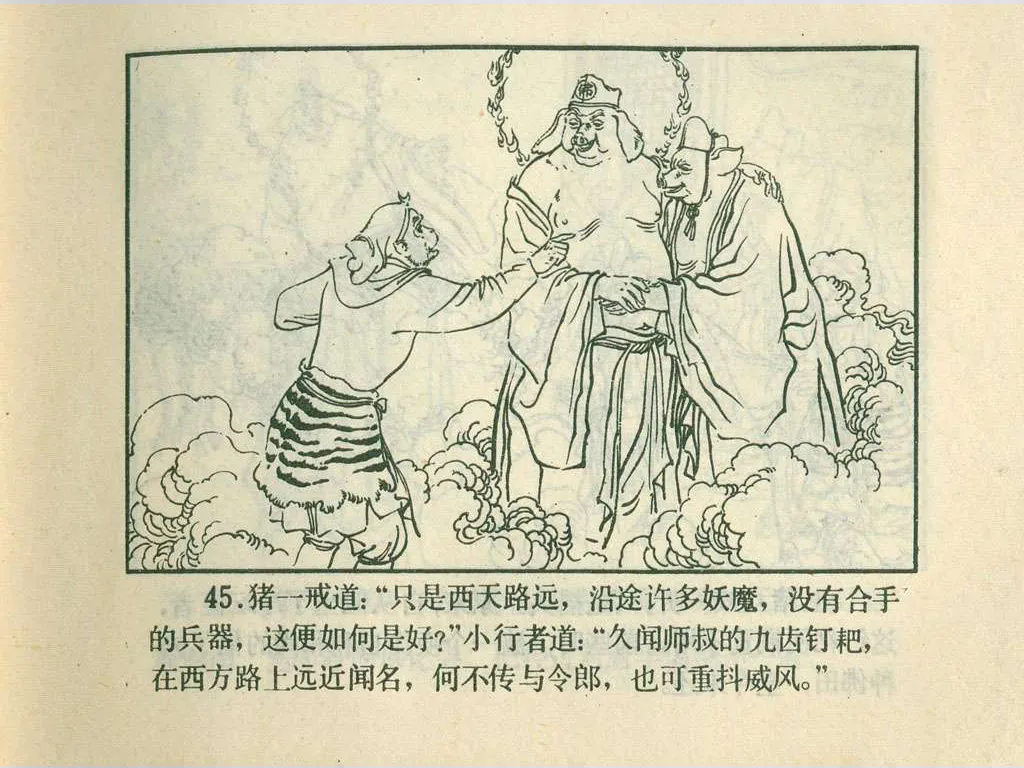 佛
45.猪一戒道:“只是西天路远，沿途许多妖魔，没有合手
的兵器，这便如何是好?”小行者道:“久闻师叔的九齿钉耙，
在西方路上远近闻名，何不传与令郎，也可重抖威风。”